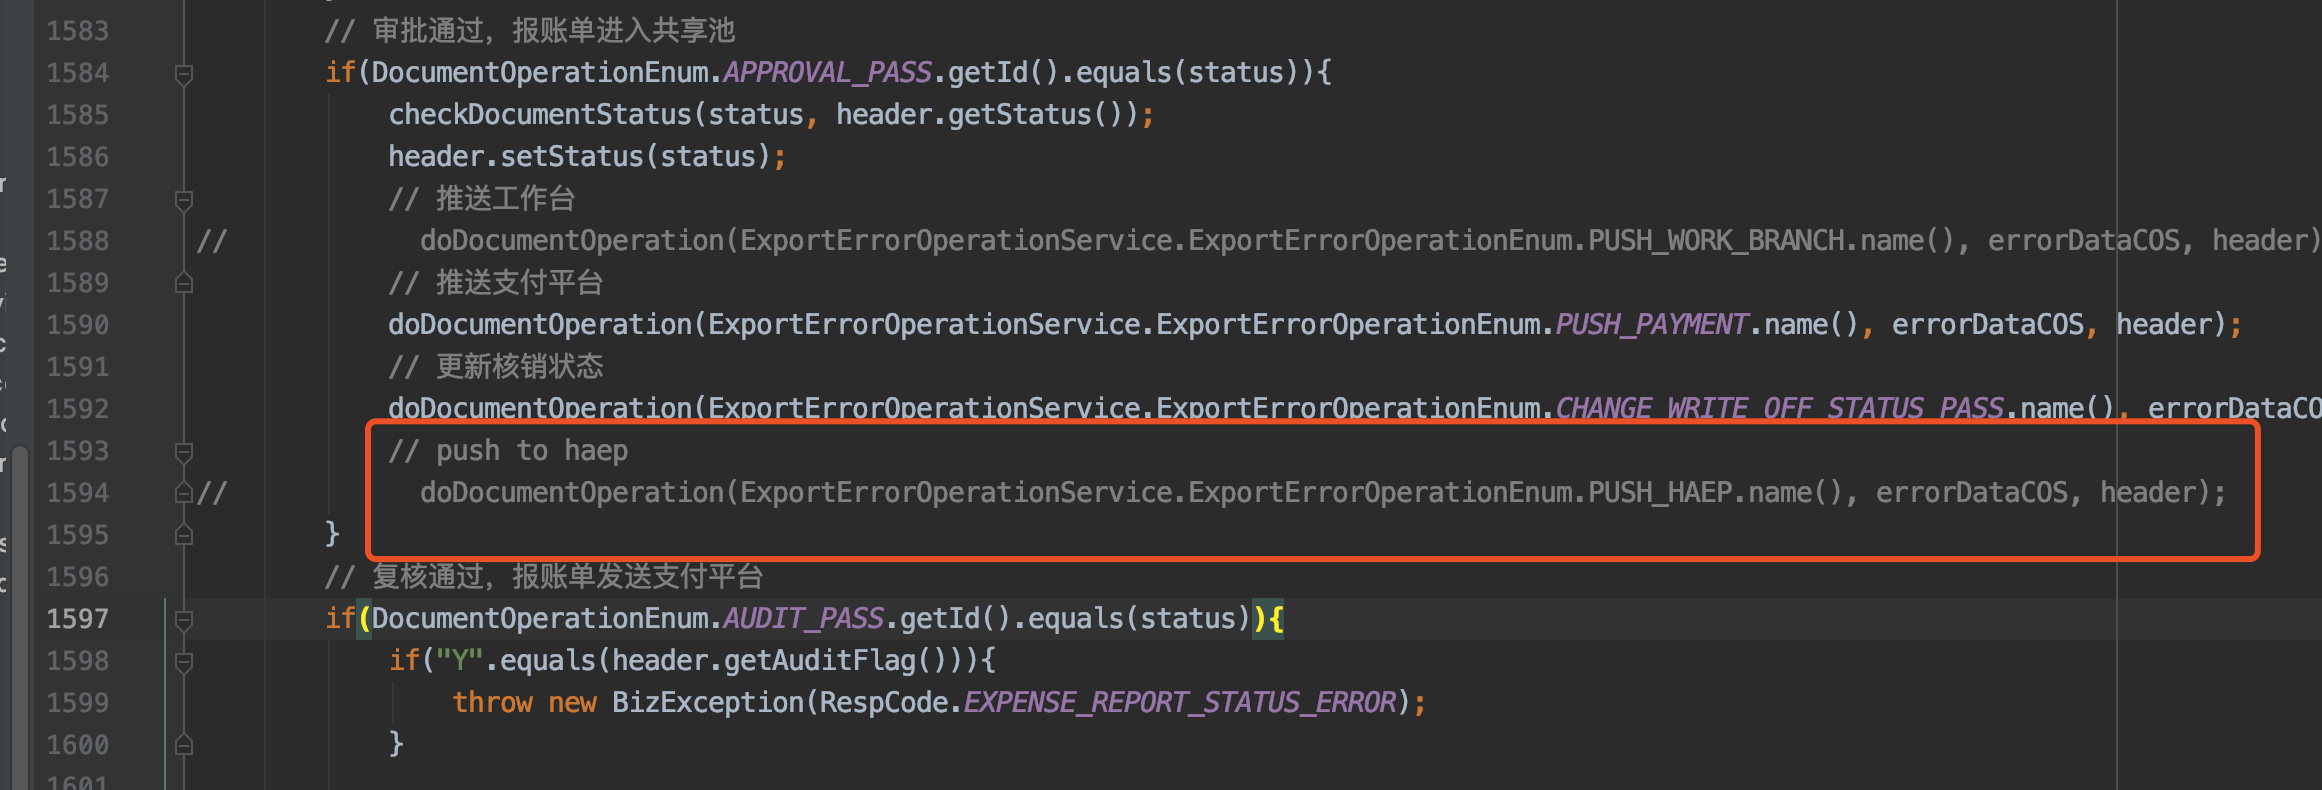 1583 // 审批通过，报账单进入共享池
1584 if(DocumentOperationEnum.APPROVAL_PASS.getId().equals(status)){
1585 checkDocumentStatus(status, header.getStatus());
1586 header.setStatus(status);
1587 // 推送工作台
1588 // doDocumentOperation(ExportErrorOperationService.ExportErrorOperationEnum.PUSH_WORK_BRANCH.name(), errorDataCOS, header)
1589 // 推送支付平台
1590 doDocumentOperation(ExportErrorOperationService.ExportErrorOperationEnum.PUSH_PAYMENT.name(), errorDataCOS, header);
1591 // 更新核销状态
1592 doDocumentOperation(ExportErrorOperationService.ExportErrorOperationEnum.CHANGE_WRITE_OFF_STATUS_PASS.name(), errorDataCO
1593 // push to haep
1594 // doDocumentOperation(ExportErrorOperationService.ExportErrorOperationEnum.PUSH_HAEP.name(), errorDataCOS, header);
1595 }
1596 // 复核通过，报账单发送支付平台
1597 if(DocumentOperationEnum.AUDIT_PASS.getId().equals(status)){
1598 if("Y".equals(header.getAuditFlag())){
1599 throw new BizException(RespCode.EXPENSE_REPORT_STATUS_ERROR);
1600 }
1601